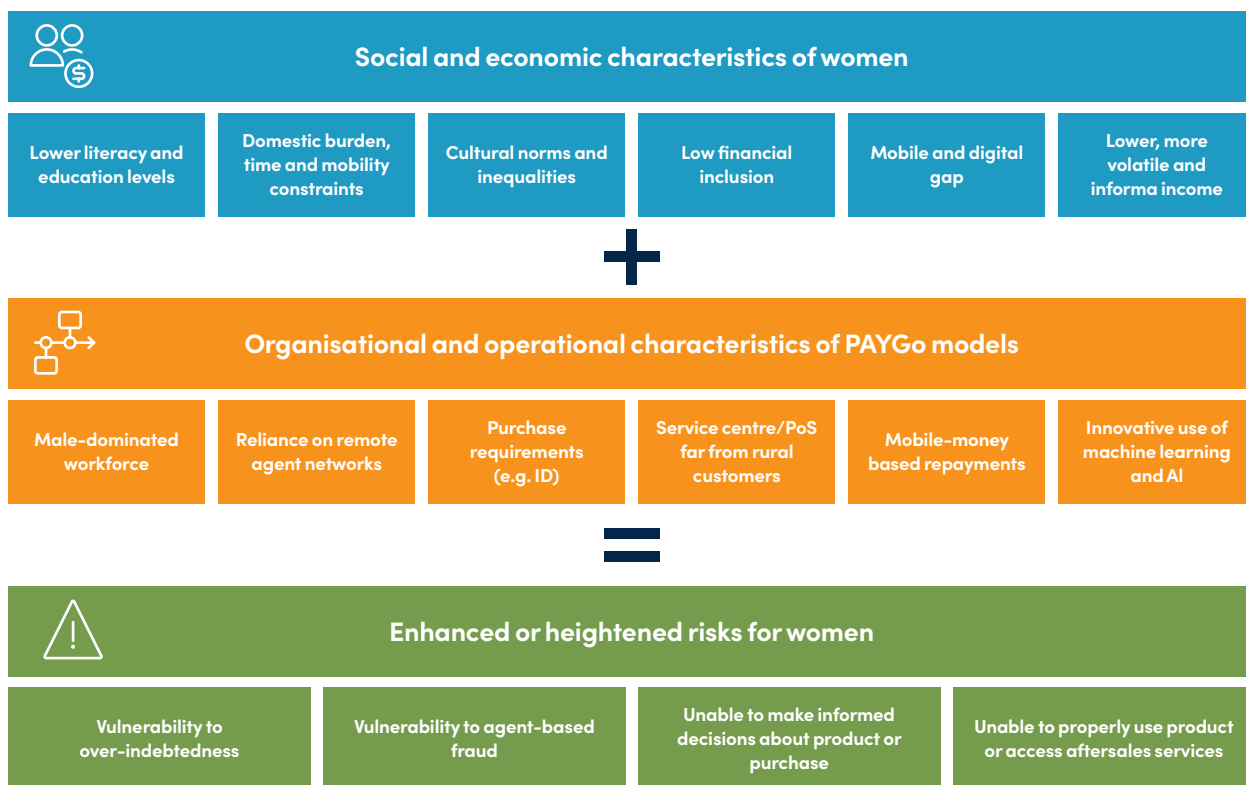 Social and economic characteristics of women
Lower literacy and
education levels
Domestic burden,
time and mobility
constraints
Cultural norms and
inequalities
Low financial
inclusion
Mobile and digital
gap
Lower, more
volatile and
informa income
+
Organisational and operational characteristics of PAYGo models
Male-dominated
workforce
Reliance on remote
agent networks
Purchase
requirements
(e.g. ID)
Service centre/PoS
far from rural
customers
Mobile-money
based repayments
Innovative use of
machine learning
and AI
=
Enhanced or heightened risks for women
Vulnerability to
over-indebtedness
Vulnerability to agent-based
fraud
Unable to make informed
decisions about product or
purchase
Unable to properly use product
or access aftersales services